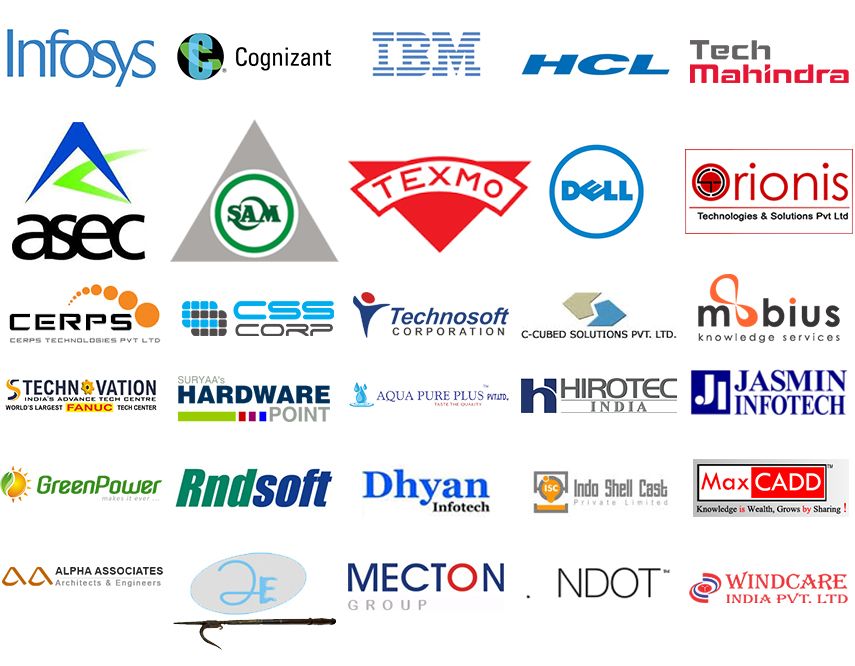 Infosys
Cognizant
IBM
HCL
Tech
Mahindra
asec
SAM
TEXMO
DELL
Orionis
Technologies & Solutions Pvt Ltd
CERPS
CERPS TECHNOLOGIES PVT LTD
CSS
CORP
Technosoft
CORPORATION
C-CUBED SOLUTIONS PVT. LTD.
mobius
knowledge services
STECHNOVATION
INDIA'S ADVANCE TECH CENTRE
WORLD'S LARGEST FANUC TECH CENTER
SURYAA's
HARDWARE
POINT
AQUA PURE PLUS™ PVT.LTD.
TASTE THE QUALITY
HIROTEC
INDIA
JASMIN
INFOTECH
GreenPower
makes it ever ...
Rndsoft
Dhyan
Infotech
ISC
Indo Shell Cast
Private Limited
MaxCADD™
Knowledge is Wealth, Grows by Sharing !
ALPHA ASSOCIATES
Architects & Engineers
MECTON
GROUP
NDOT™
WINDCARE
INDIA PVT. LTD